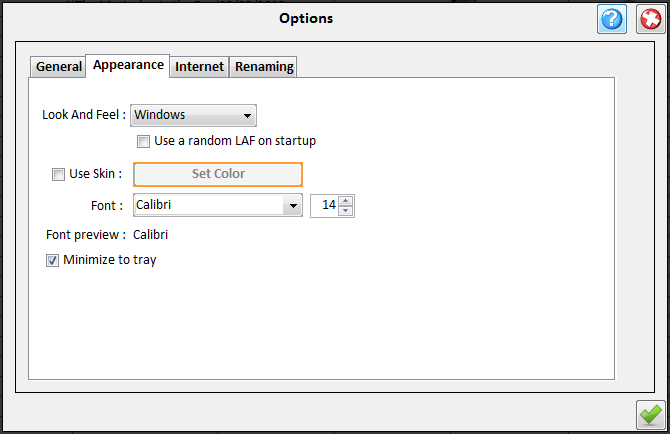 Options
General Appearance Internet Renaming
Look And Feel : Windows
Use a random LAF on startup
Use Skin : Set Color
Font : Calibri 14
Font preview : Calibri
Minimize to tray